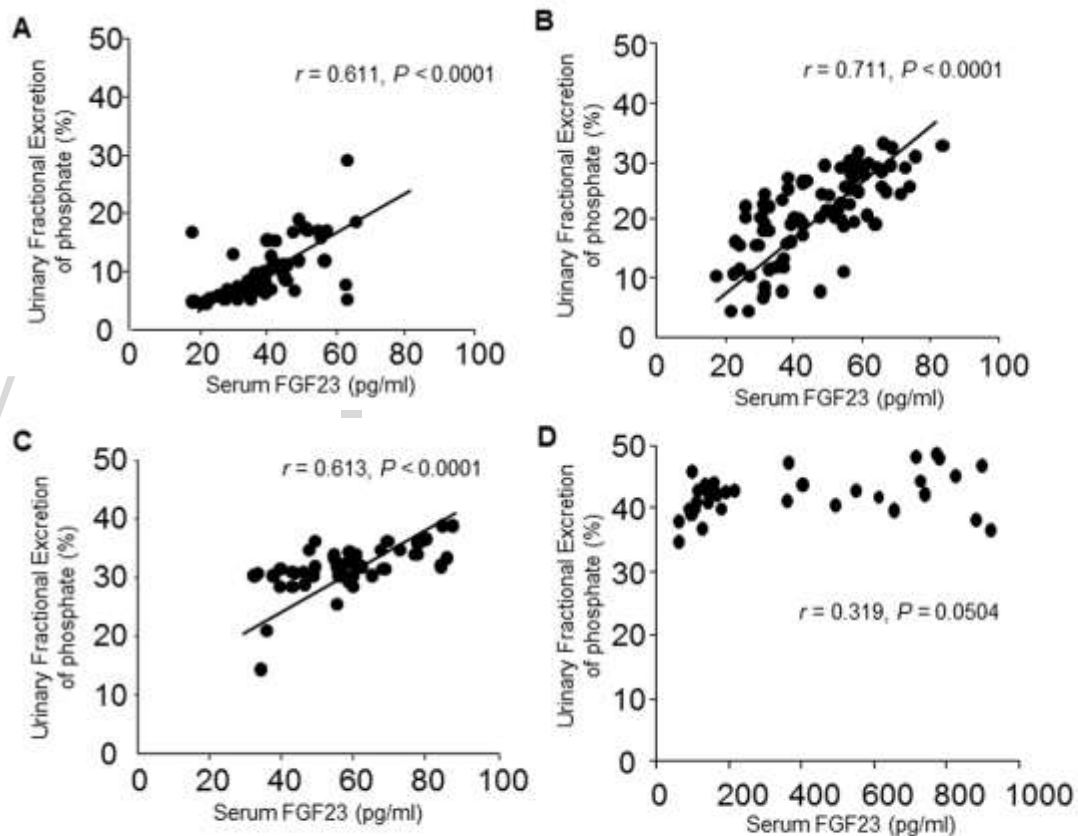 A
50
40
30
20
10
0
0
20
40
60
80
100
r = 0.611, P < 0.0001
Urinary Fractional Excretion
of phosphate (%)
Serum FGF23 (pg/ml)
B
50
40
30
20
10
0
0
20
40
60
80
100
r = 0.711, P < 0.0001
Urinary Fractional Excretion
of phosphate (%)
Serum FGF23 (pg/ml)
C
50
40
30
20
10
0
0
20
40
60
80
100
r = 0.613, P < 0.0001
Urinary Fractional Excretion
of phosphate (%)
Serum FGF23 (pg/ml)
D
50
40
30
20
10
0
0
200
400
600
800
1000
r = 0.319, P = 0.0504
Urinary Fractional Excretion
of phosphate (%)
Serum FGF23 (pg/ml)